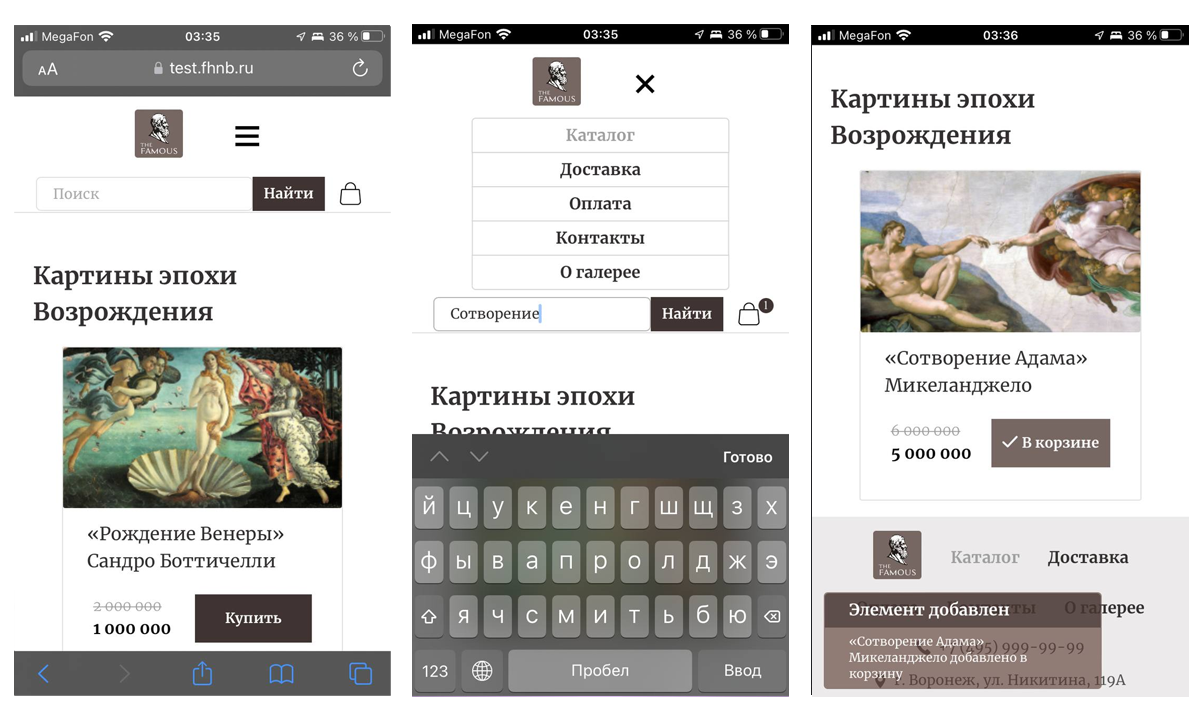 MegaFon 03:35 36 %
AA test.fhnb.ru
THE
FAMOUS
Поиск Найти
Картины эпохи
Возрождения
«Рождение Венеры»
Сандро Боттичелли
2 000 000
1 000 000
Купить
MegaFon 03:35 36 %
THE
FAMOUS
Каталог
Доставка
Оплата
Контакты
О галерее
Сотворение Найти 1
Картины эпохи
Возрождения
Готово
й ц у к е н г ш щ з х
ф ы в а п р о л д ж э
я ч с м и т ь б ю
123 Пробел Ввод
MegaFon 03:36 36 %
Картины эпохи
Возрождения
«Сотворение Адама»
Микеланджело
6 000 000
5 000 000
В корзине
THE
FAMOUS
Каталог Доставка
О галерее
Элемент добавлен
«Сотворение Адама»
Микеланджело добавлено в
корзину
+7 (495) 999-99-99
г. Воронеж, ул. Никитина, 119А